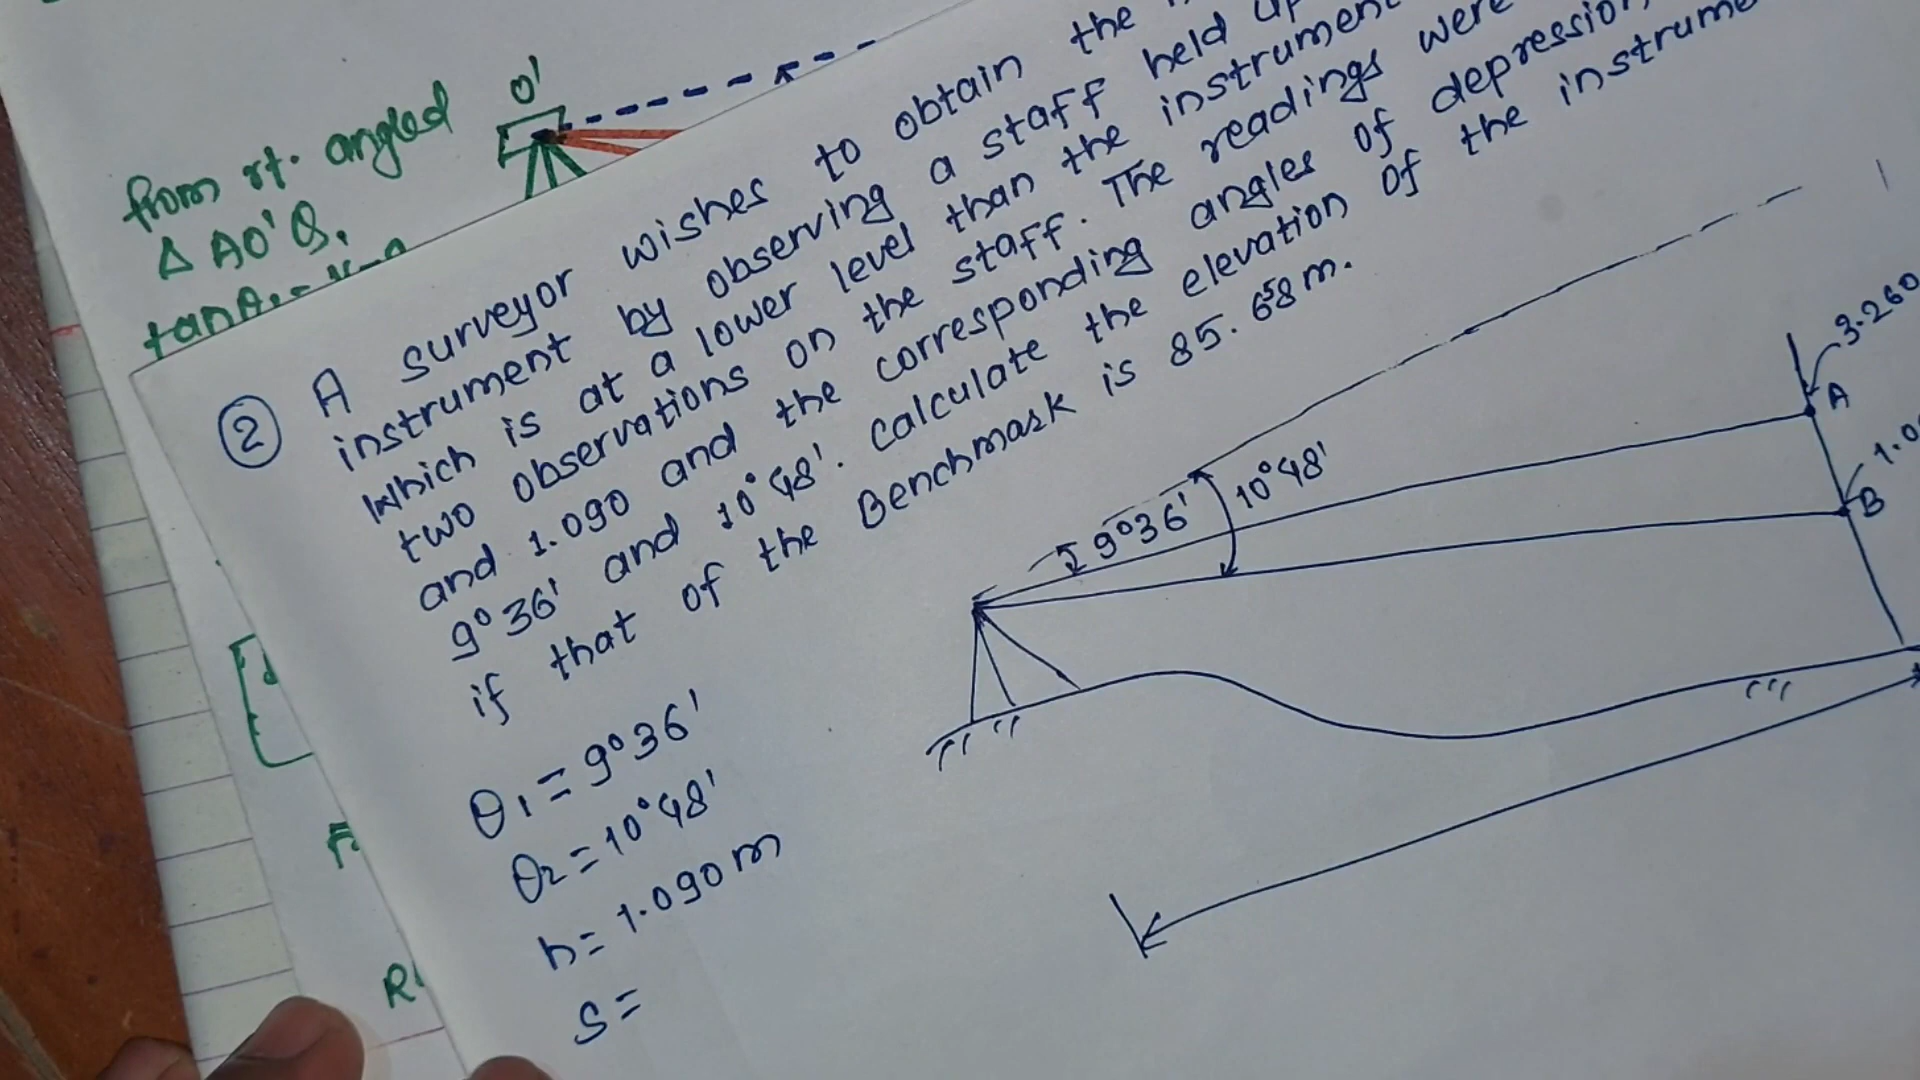 from rt. angled
Δ AO'Q,
O'
② A surveyor wishes to obtain the
instrument by observing a staff held
which is at a lower level than the instrument
two observations on the staff. The readings were
and 1.090 and the corresponding angles of depression,
9°36' and 10°48'. Calculate the elevation of the
if that of the Benchmark is 85.658 m.
3.260
A
B
9°36'
10°48'
θ1 = 9°36'
θ2 = 10°48'
h = 1.090 m
S =